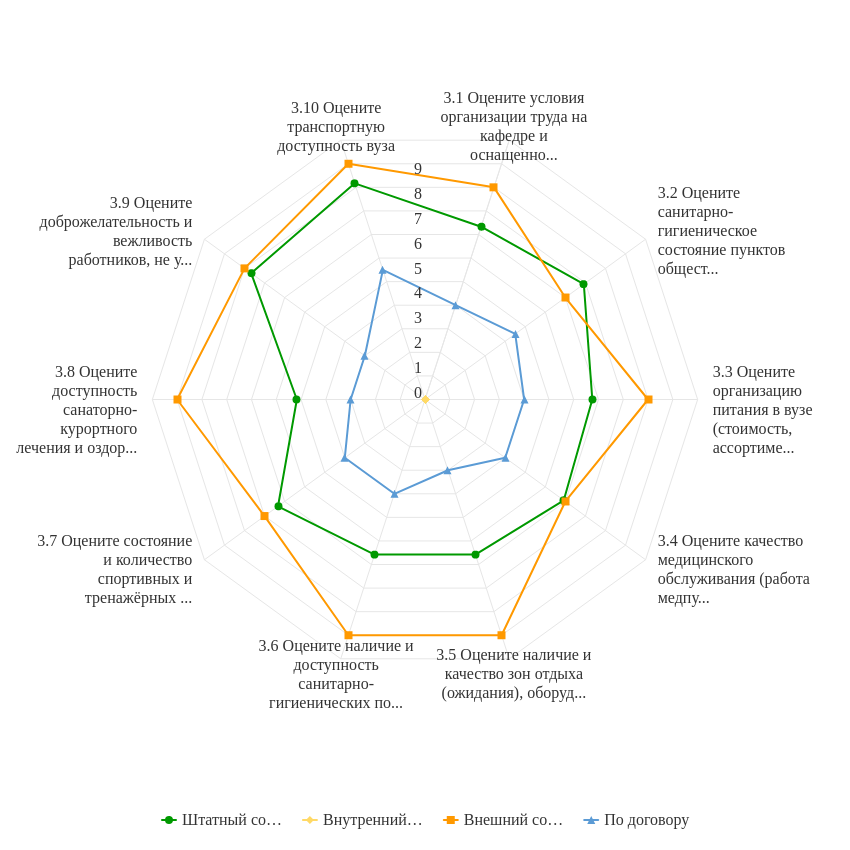 3.10 Оцените
транспортную
доступность вуза
3.1 Оцените условия
организации труда на
кафедре и
оснащенно...
3.2 Оцените
санитарно-
гигиеническое
состояние пунктов
общест...
3.3 Оцените
организацию
питания в вузе
(стоимость,
ассортиме...
3.4 Оцените качество
медицинского
обслуживания (работа
медпу...
3.5 Оцените наличие и
качество зон отдыха
(ожидания), оборуд...
3.6 Оцените наличие и
доступность
санитарно-
гигиенических по...
3.7 Оцените состояние
и количество
спортивных и
тренажёрных ...
3.8 Оцените
доступность
санаторно-
курортного
лечения и оздор...
3.9 Оцените
доброжелательность и
вежливость
работников, не у...
9
8
7
6
5
4
3
2
1
0
Штатный со… Внутренний… Внешний со… По договору